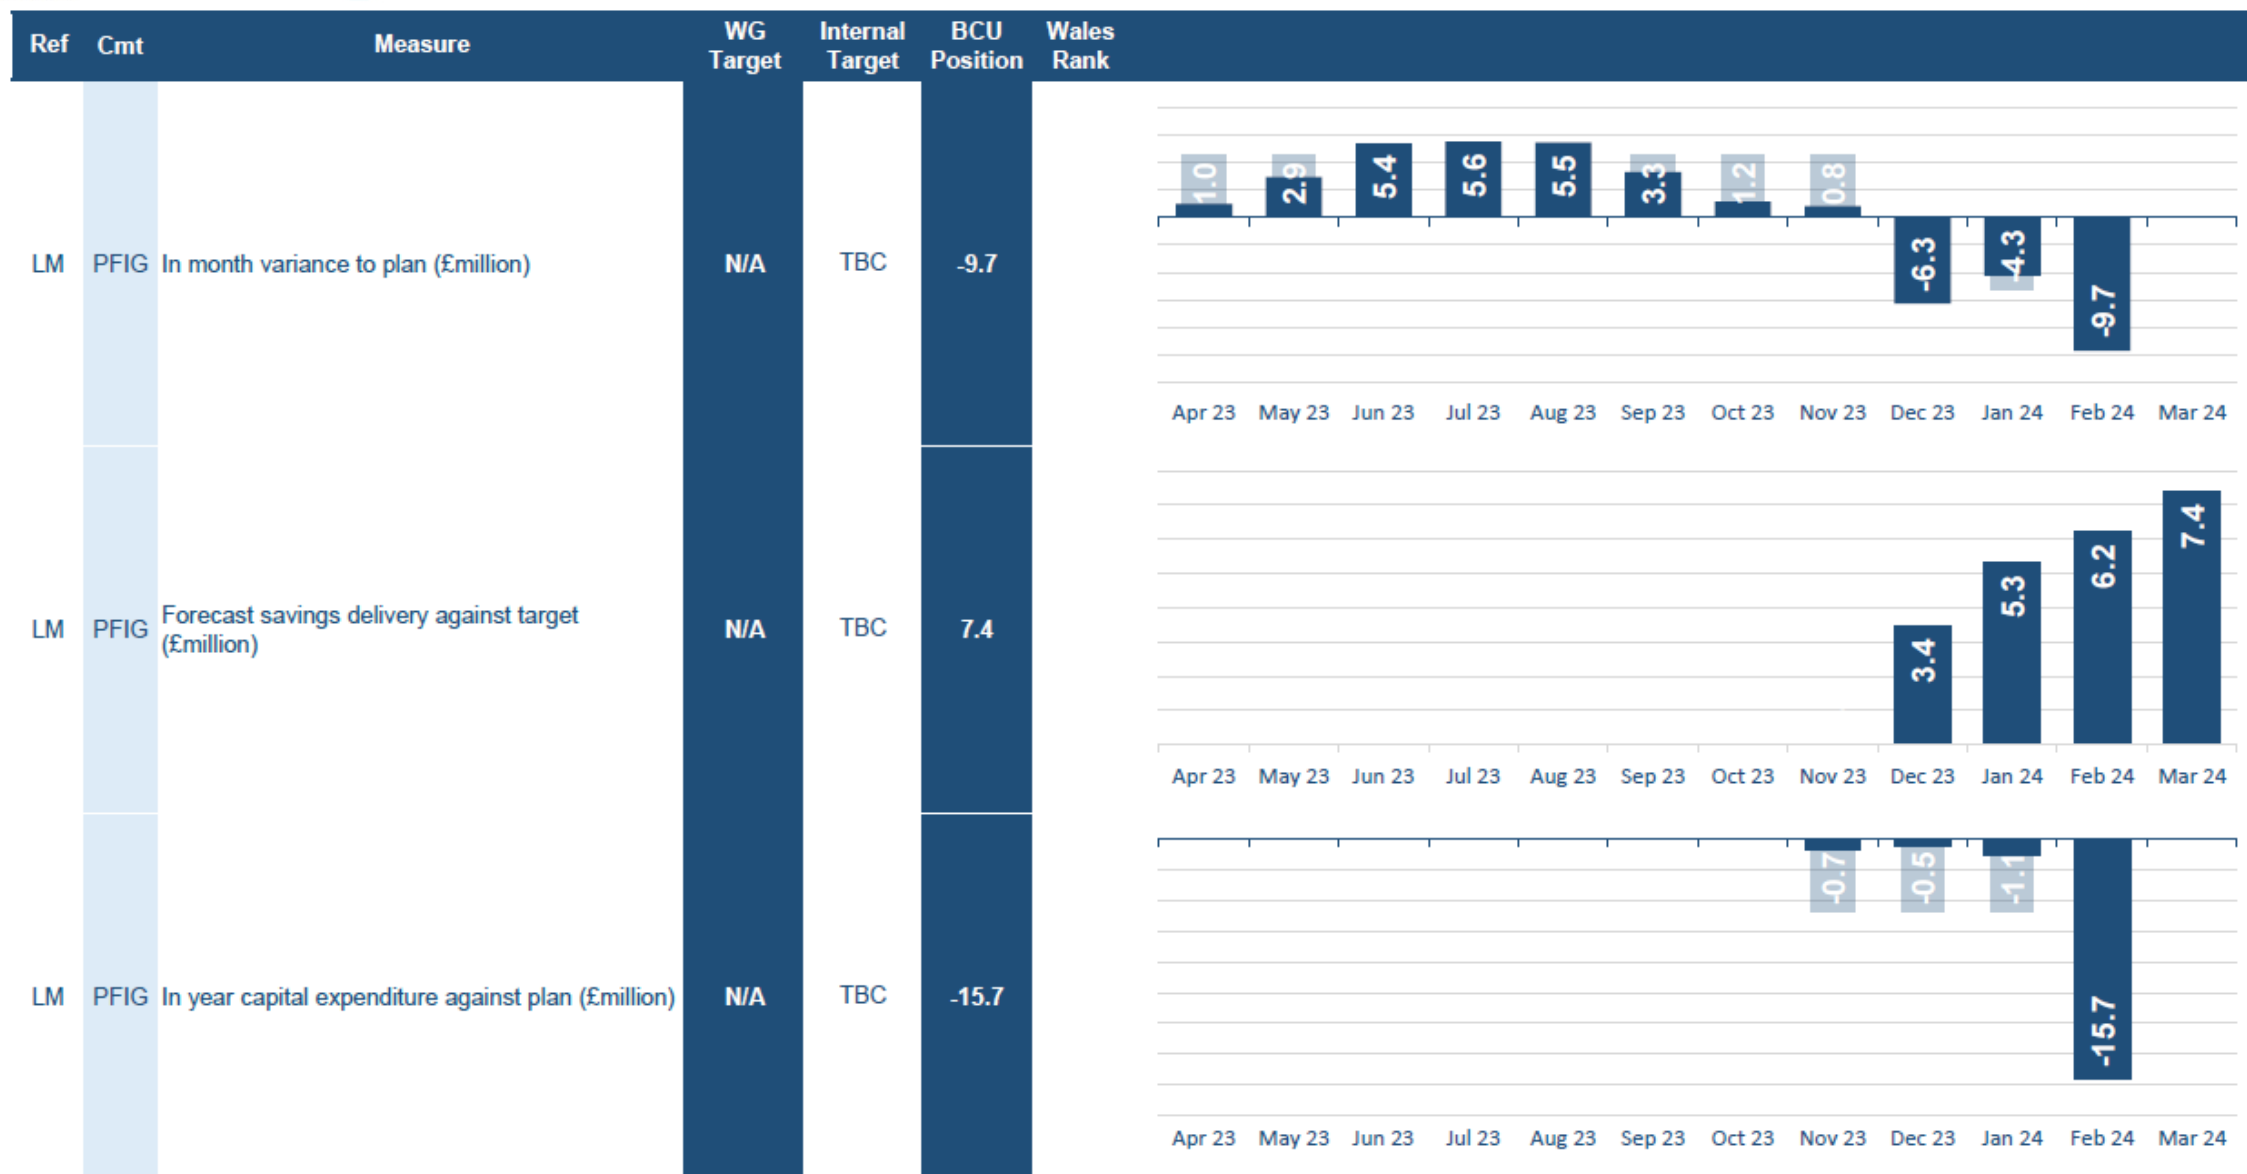 Ref Cmt Measure WG Target Internal Target BCU Position Wales Rank
LM PFIG In month variance to plan (£million) N/A TBC -9.7
1.0 2.9 5.4 5.6 5.5 3.3 1.2 0.8 -6.3 -4.3 -9.7
Apr 23 May 23 Jun 23 Jul 23 Aug 23 Sep 23 Oct 23 Nov 23 Dec 23 Jan 24 Feb 24 Mar 24
LM PFIG Forecast savings delivery against target
(£million) N/A TBC 7.4
3.4 5.3 6.2 7.4
Apr 23 May 23 Jun 23 Jul 23 Aug 23 Sep 23 Oct 23 Nov 23 Dec 23 Jan 24 Feb 24 Mar 24
LM PFIG In year capital expenditure against plan (£million) N/A TBC -15.7
-0.7 -0.5 -1.1 -15.7
Apr 23 May 23 Jun 23 Jul 23 Aug 23 Sep 23 Oct 23 Nov 23 Dec 23 Jan 24 Feb 24 Mar 24